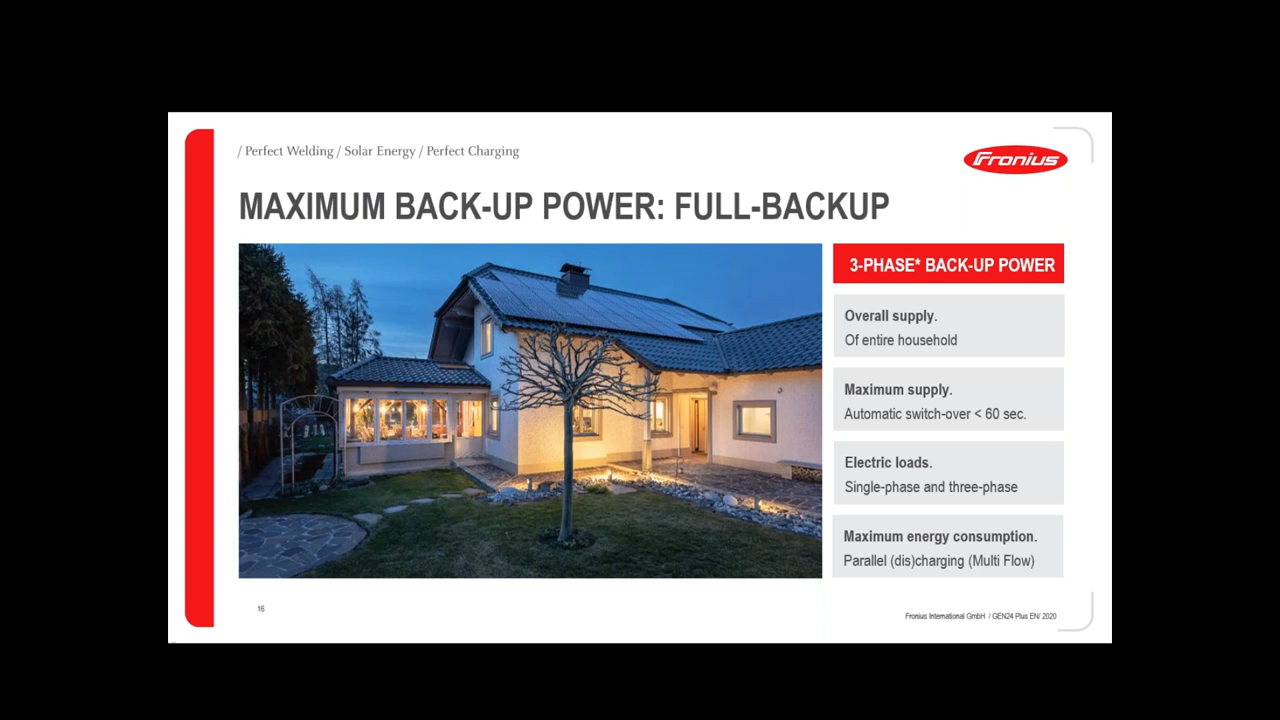 / Perfect Welding / Solar Energy / Perfect Charging
Fronius
MAXIMUM BACK-UP POWER: FULL-BACKUP
3-PHASE* BACK-UP POWER
Overall supply.
Of entire household
Maximum supply.
Automatic switch-over < 60 sec.
Electric loads.
Single-phase and three-phase
Maximum energy consumption.
Parallel (dis)charging (Multi Flow)
16
Fronius International GmbH / GEN24 Plus EN/ 2020